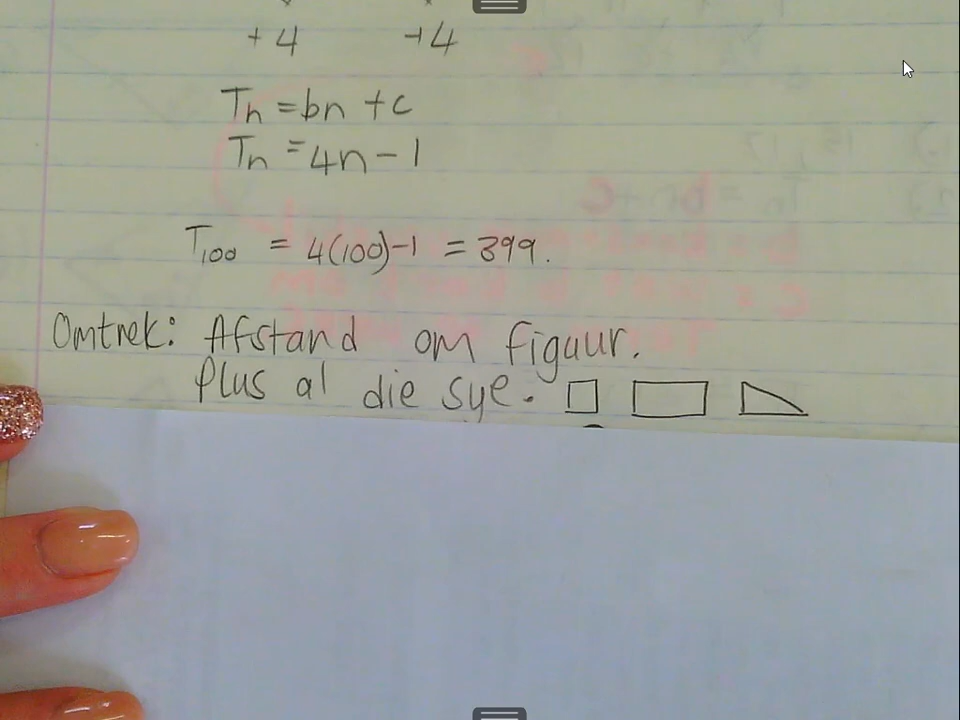 +4 +4
Tn = bn + c
Tn = 4n - 1
T100 = 4(100)-1 = 399.
Omtrek: Afstand om figuur.
Plus al die sye.